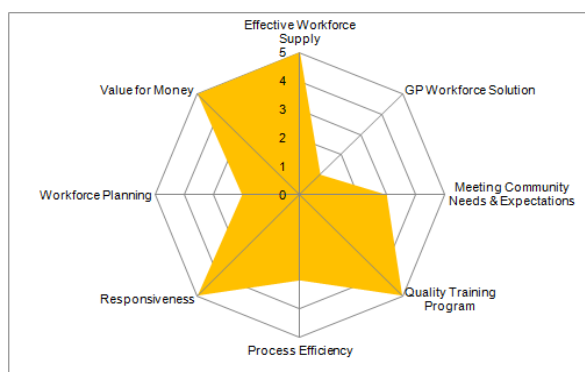 Effective Workforce
Supply
5
Value for Money
GP Workforce Solution
4
3
2
1
Workforce Planning
0
Meeting Community
Needs & Expectations
Responsiveness
Quality Training
Program
Process Efficiency